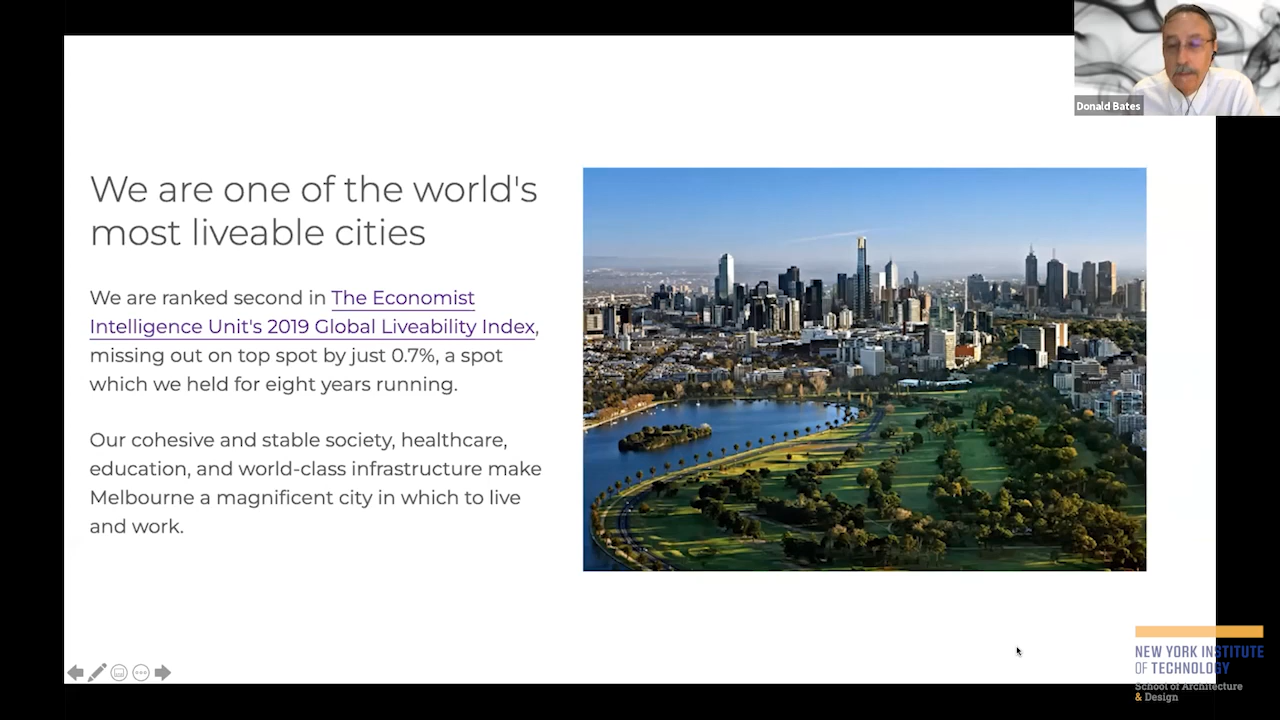 Donald Bates
We are one of the world's
most liveable cities
We are ranked second in The Economist
Intelligence Unit's 2019 Global Liveability Index,
missing out on top spot by just 0.7%, a spot
which we held for eight years running.
Our cohesive and stable society, healthcare,
education, and world-class infrastructure make
Melbourne a magnificent city in which to live
and work.
NEW YORK INSTITUTE
OF TECHNOLOGY
School of Architecture
& Design